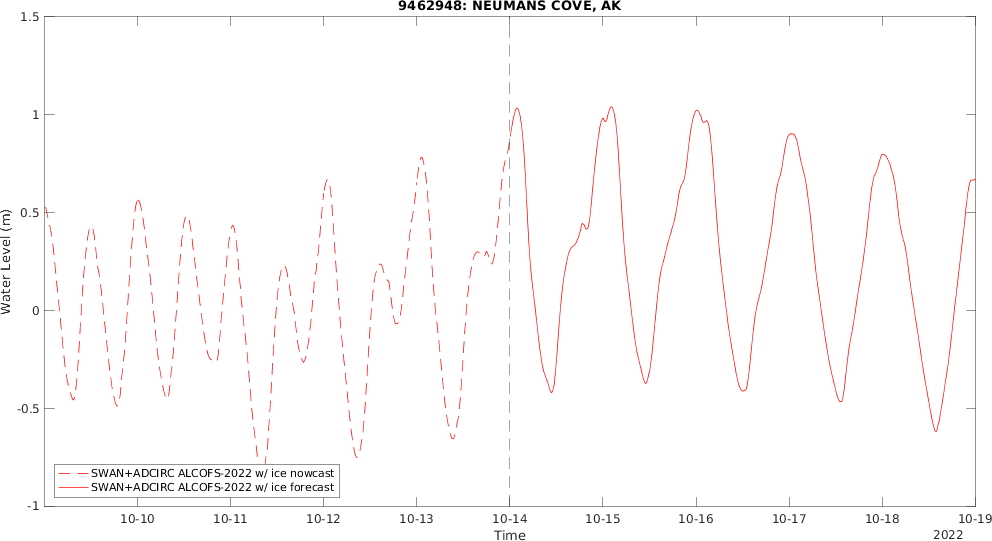 9462948: NEUMANS COVE, AK
1.5
1
0.5
0
-0.5
-1
Water Level (m)
SWAN+ADCIRC ALCOFS-2022 w/ ice nowcast
SWAN+ADCIRC ALCOFS-2022 w/ ice forecast
10-10 10-11 10-12 10-13 10-14 10-15 10-16 10-17 10-18 10-19
Time
2022